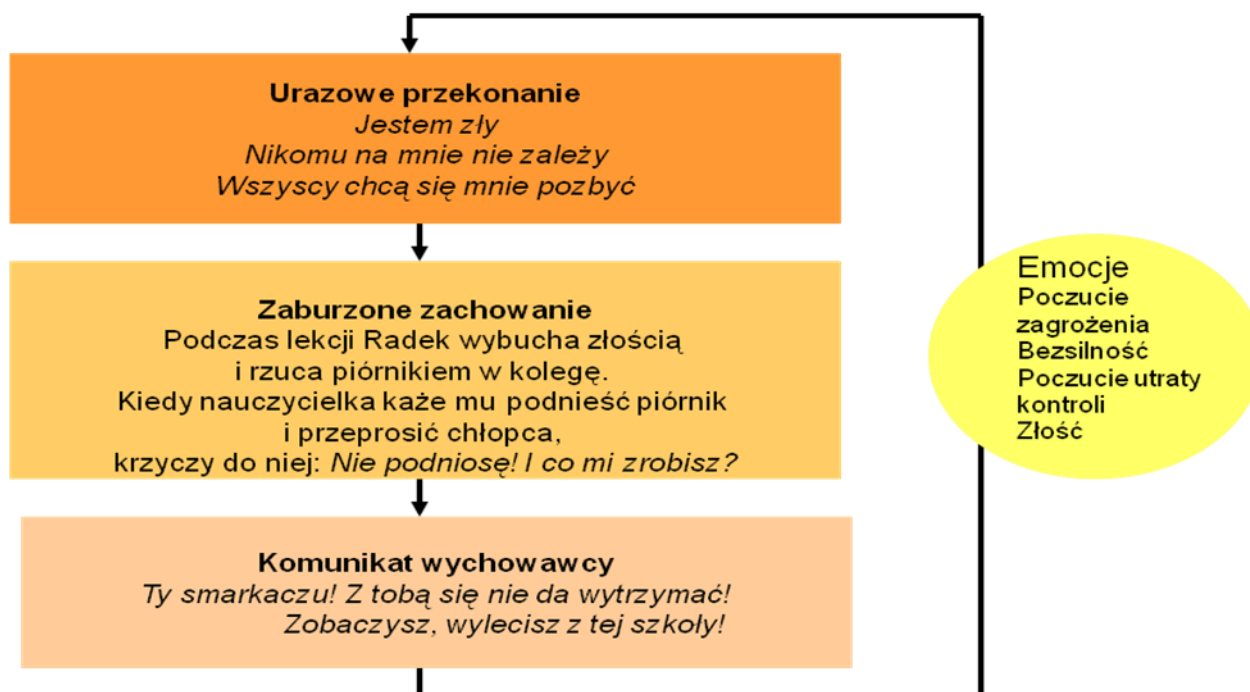 Urazowe przekonanie
Jestem zły
Nikomu na mnie nie zależy
Wszyscy chcą się mnie pozbyć
Zaburzone zachowanie
Podczas lekcji Radek wybucha złością
i rzuca piórnikiem w kolegę.
Kiedy nauczycielka każe mu podnieść piórnik
i przeprosić chłopca,
krzyczy do niej: Nie podniosę! I co mi zrobisz?
Komunikat wychowawcy
Ty smarkaczu! Z tobą się nie da wytrzymać!
Zobaczysz, wylecisz z tej szkoły!
Emocje
Poczucie
zagrożenia
Bezsilność
Poczucie utraty
kontroli
Złość